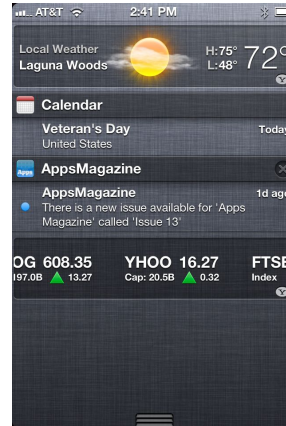 AT&T 2:41 PM
Local Weather H:75° 72°
Laguna Woods L:48°
Calendar
Veteran's Day Today
United States
Apps AppsMagazine
AppsMagazine 1d ago
There is a new issue available for 'Apps
Magazine' called 'Issue 13'
OG 608.35 YHOO 16.27 FTSE
197.0B 13.27 Cap: 20.5B 0.32 Index